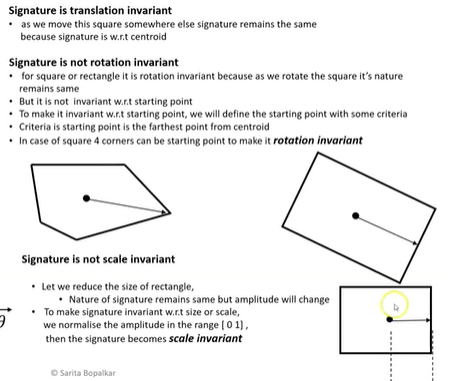 Signature is translation invariant
• as we move this square somewhere else signature remains the same
because signature is w.r.t centroid
Signature is not rotation invariant
• for square or rectangle it is rotation invariant because as we rotate the square it's nature
remains same
• But it is not invariant w.r.t starting point
• To make it invariant w.r.t starting point, we will define the starting point with some criteria
• Criteria is starting point is the farthest point from centroid
• In case of square 4 corners can be starting point to make it rotation invariant
Signature is not scale invariant
• Let we reduce the size of rectangle,
• Nature of signature remains same but amplitude will change
• To make signature invariant w.r.t size or scale,
we normalise the amplitude in the range [ 0 1] ,
then the signature becomes scale invariant
θ
© Sarita Bopalkar